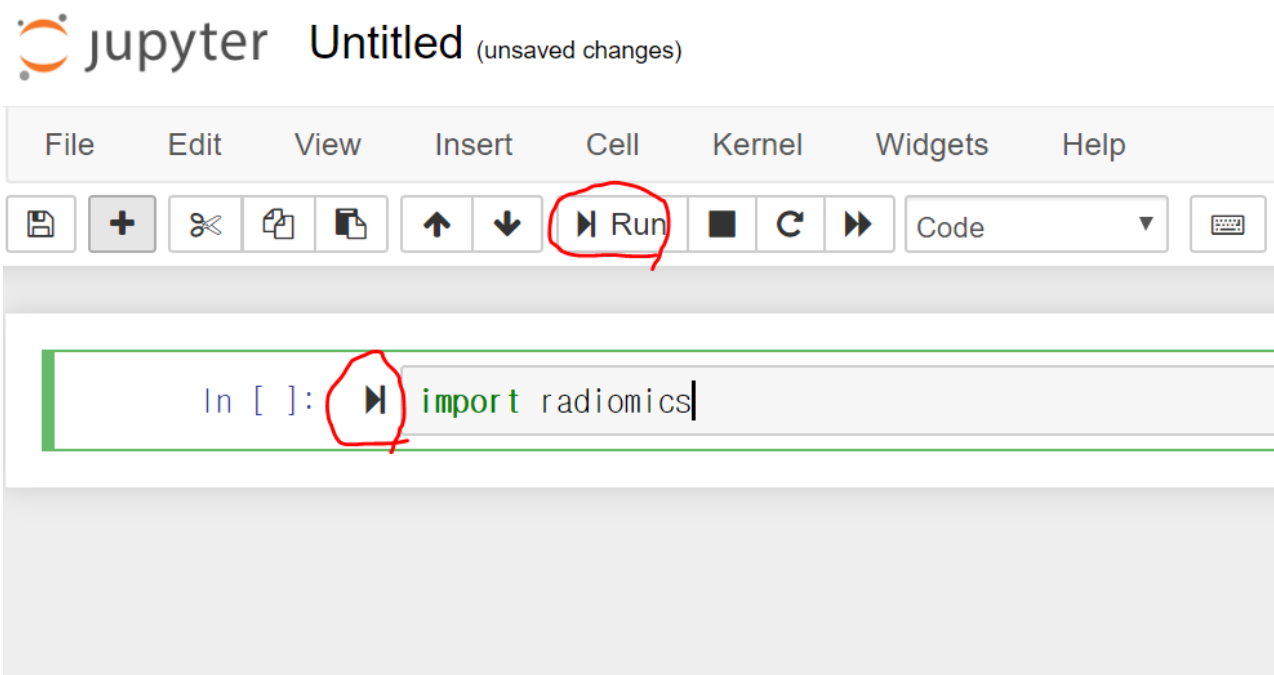 jupyter Untitled (unsaved changes)
File Edit View Insert Cell Kernel Widgets Help
Run Code
In [ ]: import radiomics